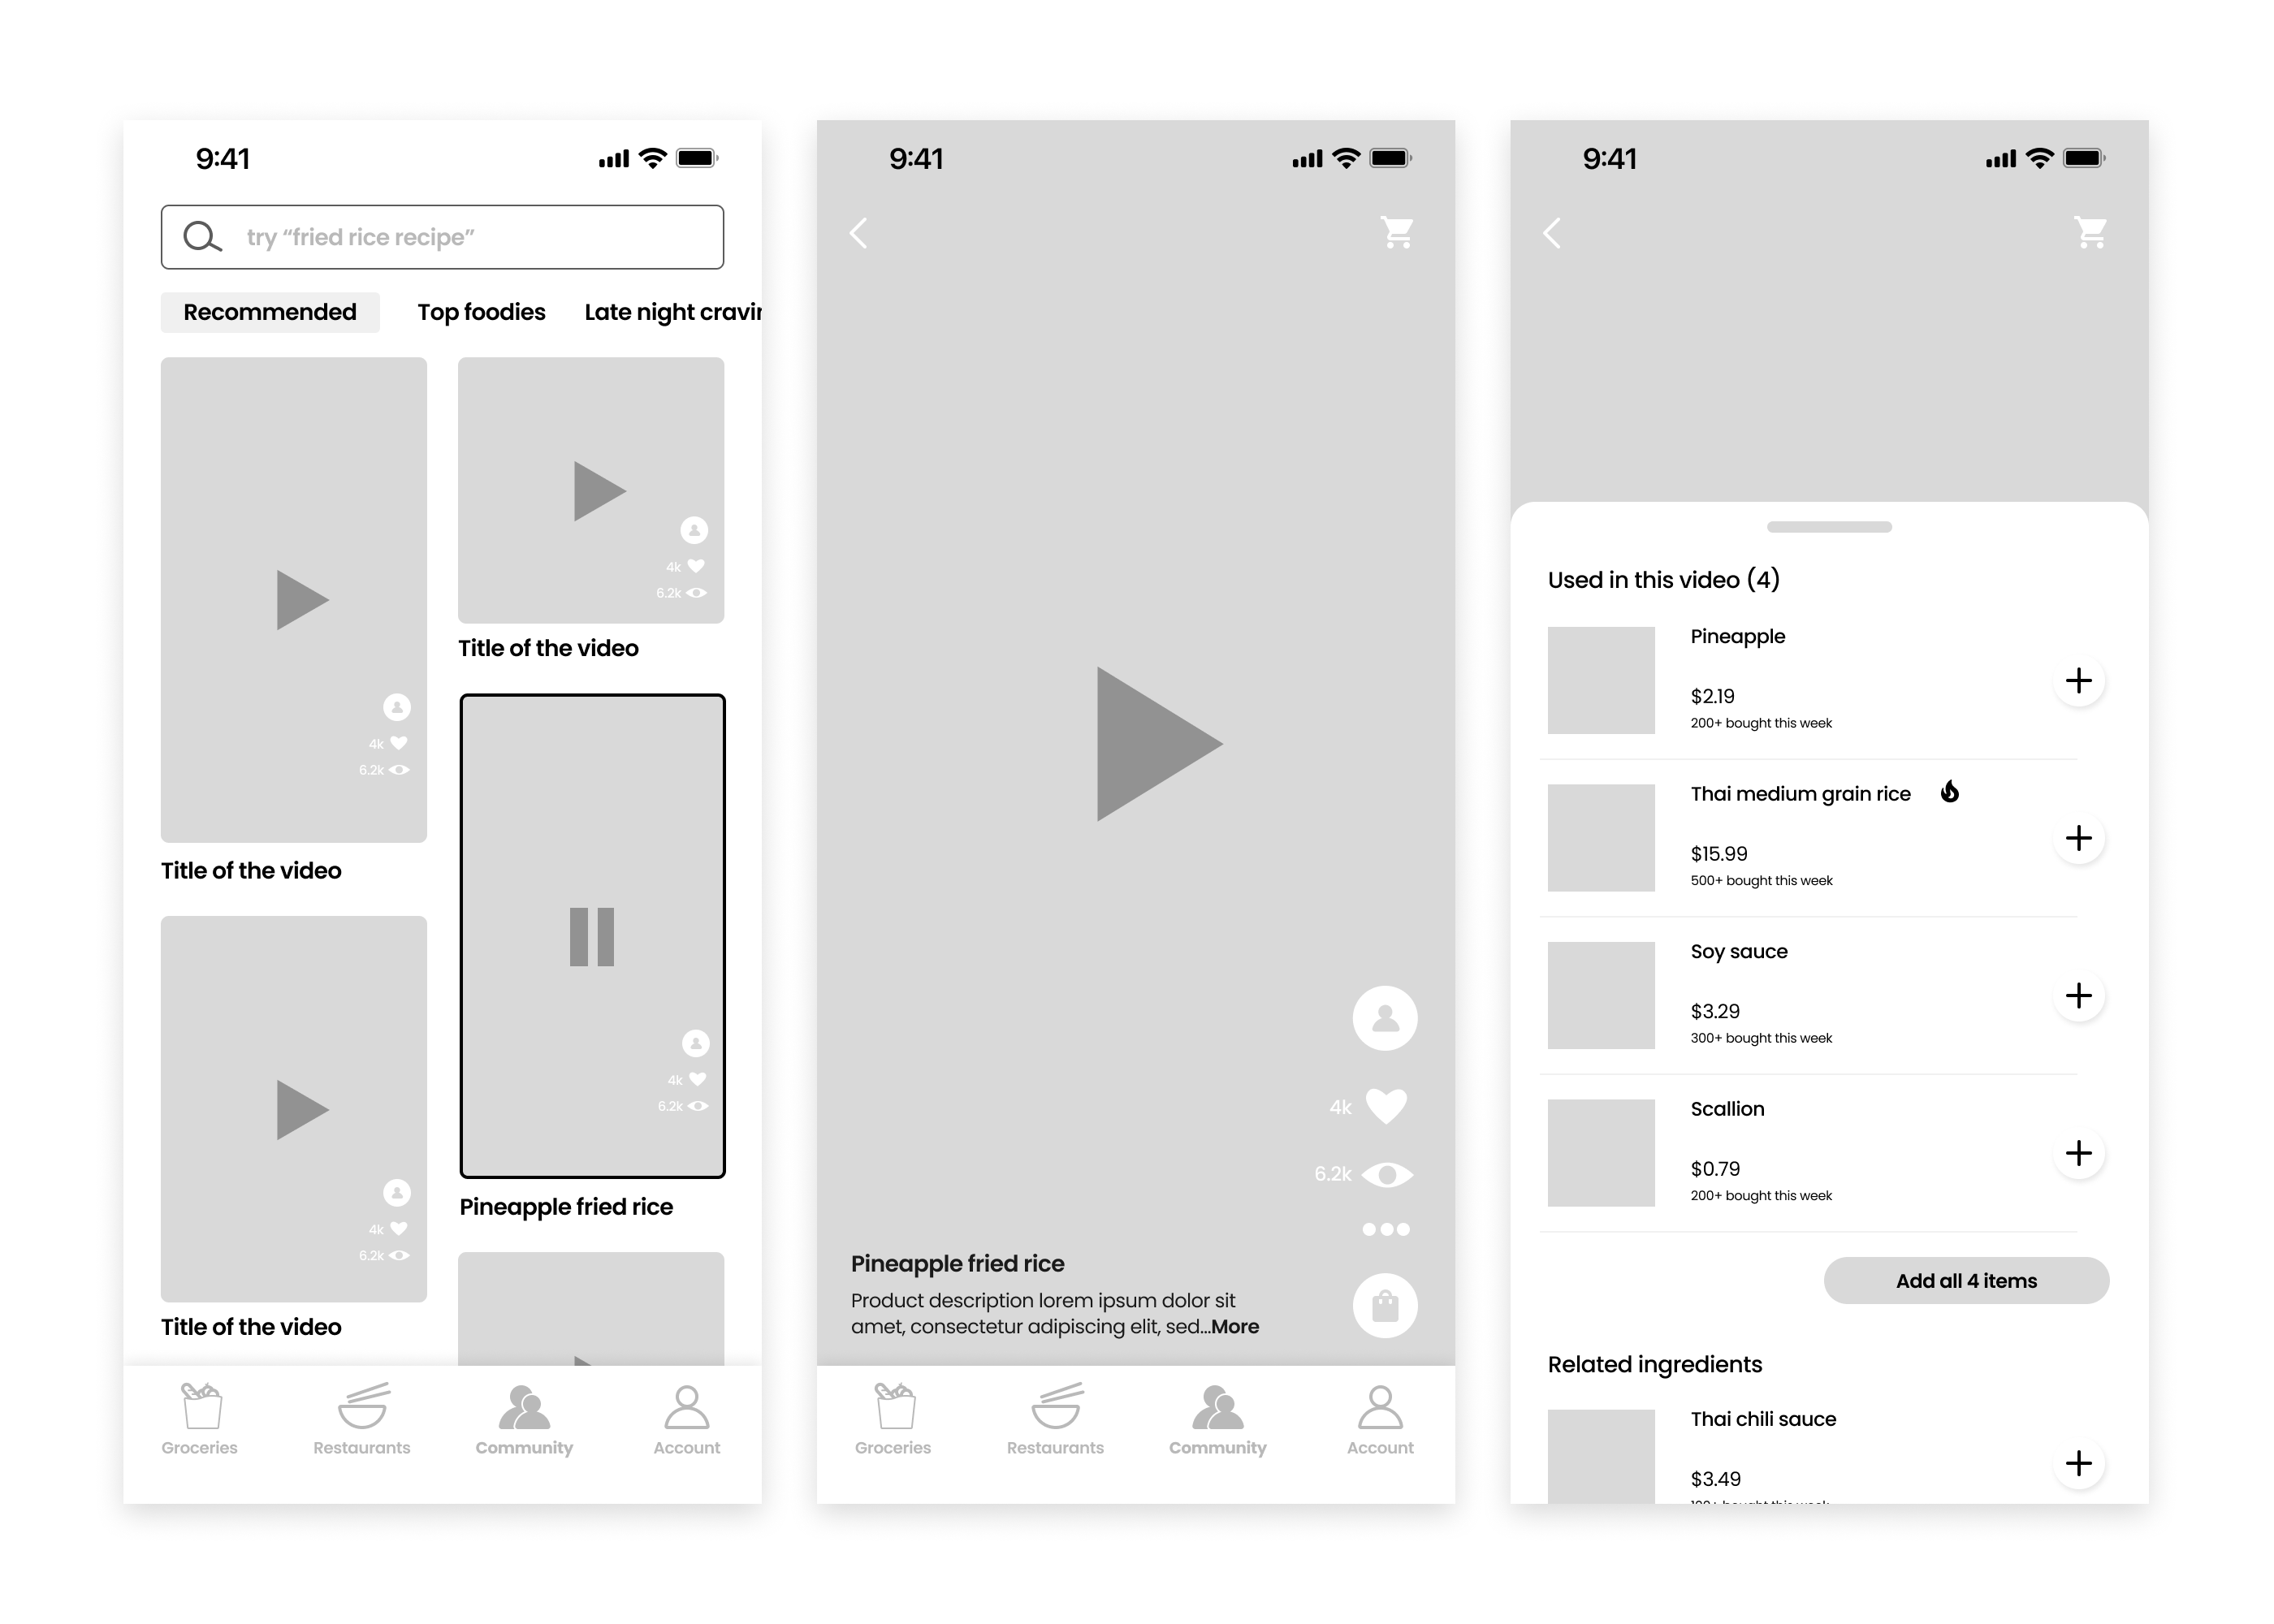 9:41
try “fried rice recipe”
Recommended
Top foodies
Late night cravin
4k
6.2k
Title of the video
4k
6.2k
Title of the video
4k
6.2k
Pineapple fried rice
4k
6.2k
Title of the video
Groceries
Restaurants
Community
Account
9:41
4k
6.2k
Pineapple fried rice
Product description lorem ipsum dolor sit
amet, consectetur adipiscing elit, sed...More
Groceries
Restaurants
Community
Account
9:41
Used in this video (4)
Pineapple
$2.19
200+ bought this week
Thai medium grain rice
$15.99
500+ bought this week
Soy sauce
$3.29
300+ bought this week
Scallion
$0.79
200+ bought this week
Add all 4 items
Related ingredients
Thai chili sauce
$3.49